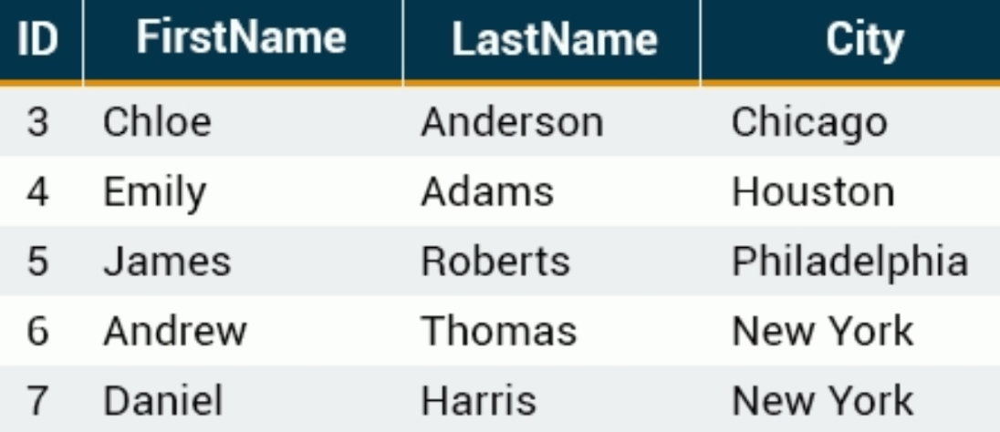 ID FirstName LastName City
3 Chloe Anderson Chicago
4 Emily Adams Houston
5 James Roberts Philadelphia
6 Andrew Thomas New York
7 Daniel Harris New York